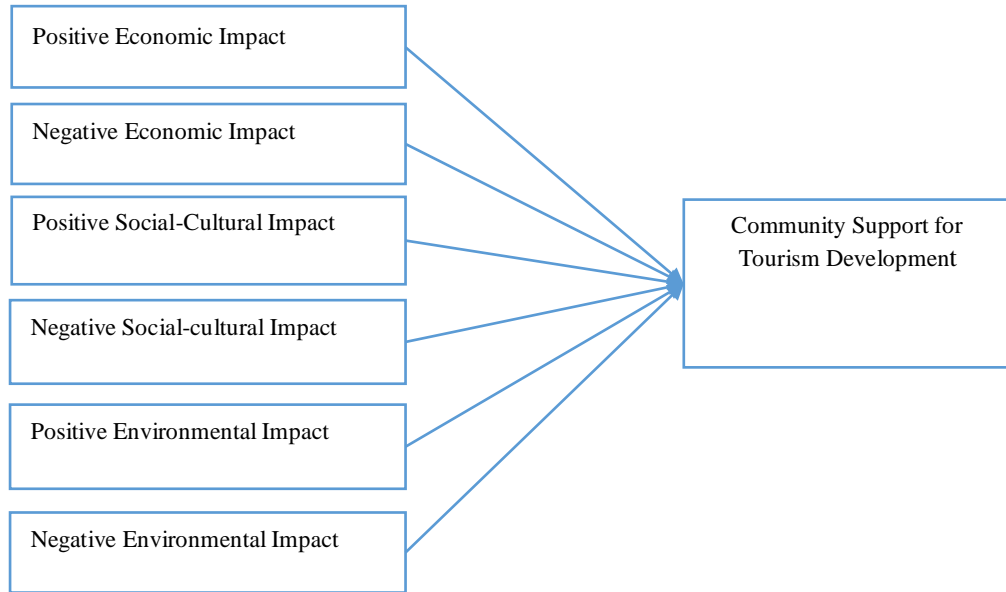 Positive Economic Impact
Negative Economic Impact
Positive Social-Cultural Impact
Negative Social-cultural Impact
Positive Environmental Impact
Negative Environmental Impact
Community Support for
Tourism Development